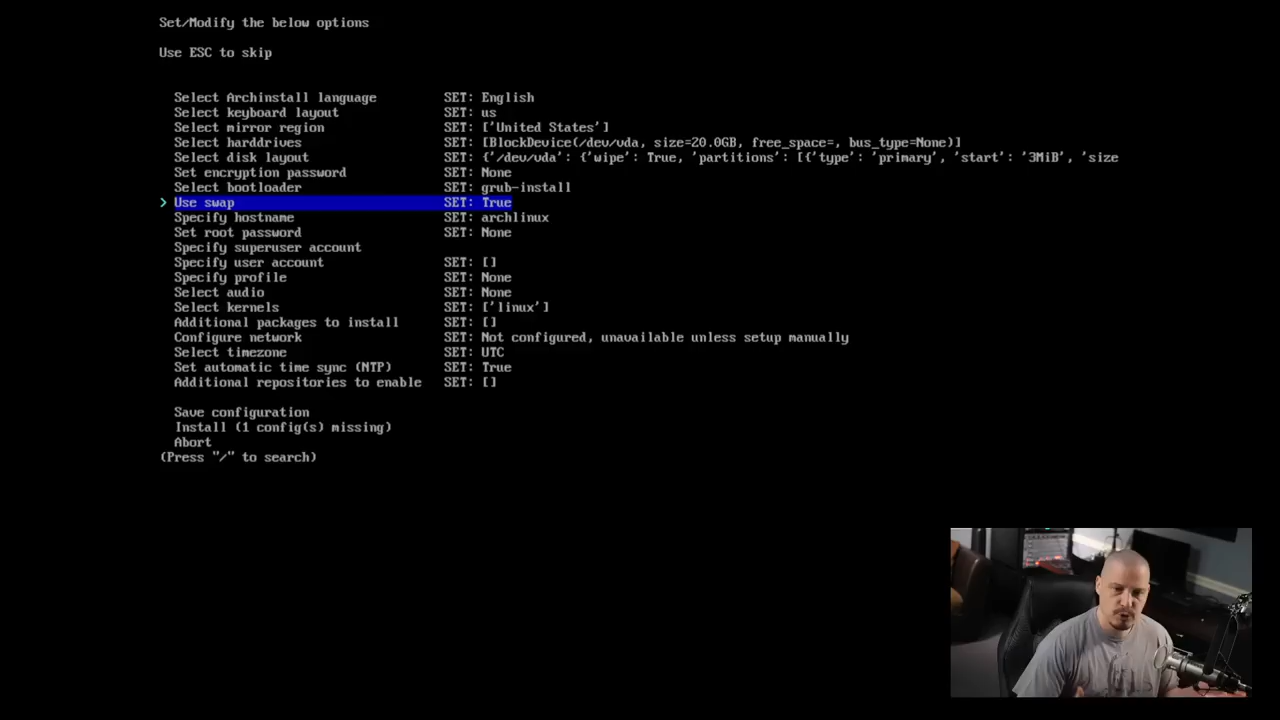 Set/Modify the below options
Use ESC to skip
Select Archinstall language SET: English
Select keyboard layout SET: us
Select mirror region SET: ['United States']
Select harddrives SET: [BlockDevice(/dev/vda, size=20.0GB, free_space=, bus_type=None)]
Select disk layout SET: {'/dev/vda': {'wipe': True, 'partitions': [{'type': 'primary', 'start': '3MiB', 'size
Set encryption password SET: None
Select bootloader SET: grub-install
> Use swap SET: True
Specify hostname SET: archlinux
Set root password SET: None
Specify superuser account
Specify user account SET: []
Specify profile SET: None
Select audio SET: None
Select kernels SET: ['linux']
Additional packages to install SET: []
Configure network SET: Not configured, unavailable unless setup manually
Select timezone SET: UTC
Set automatic time sync (NTP) SET: True
Additional repositories to enable SET: []
Save configuration
Install (1 config(s) missing)
Abort
(Press "/" to search)